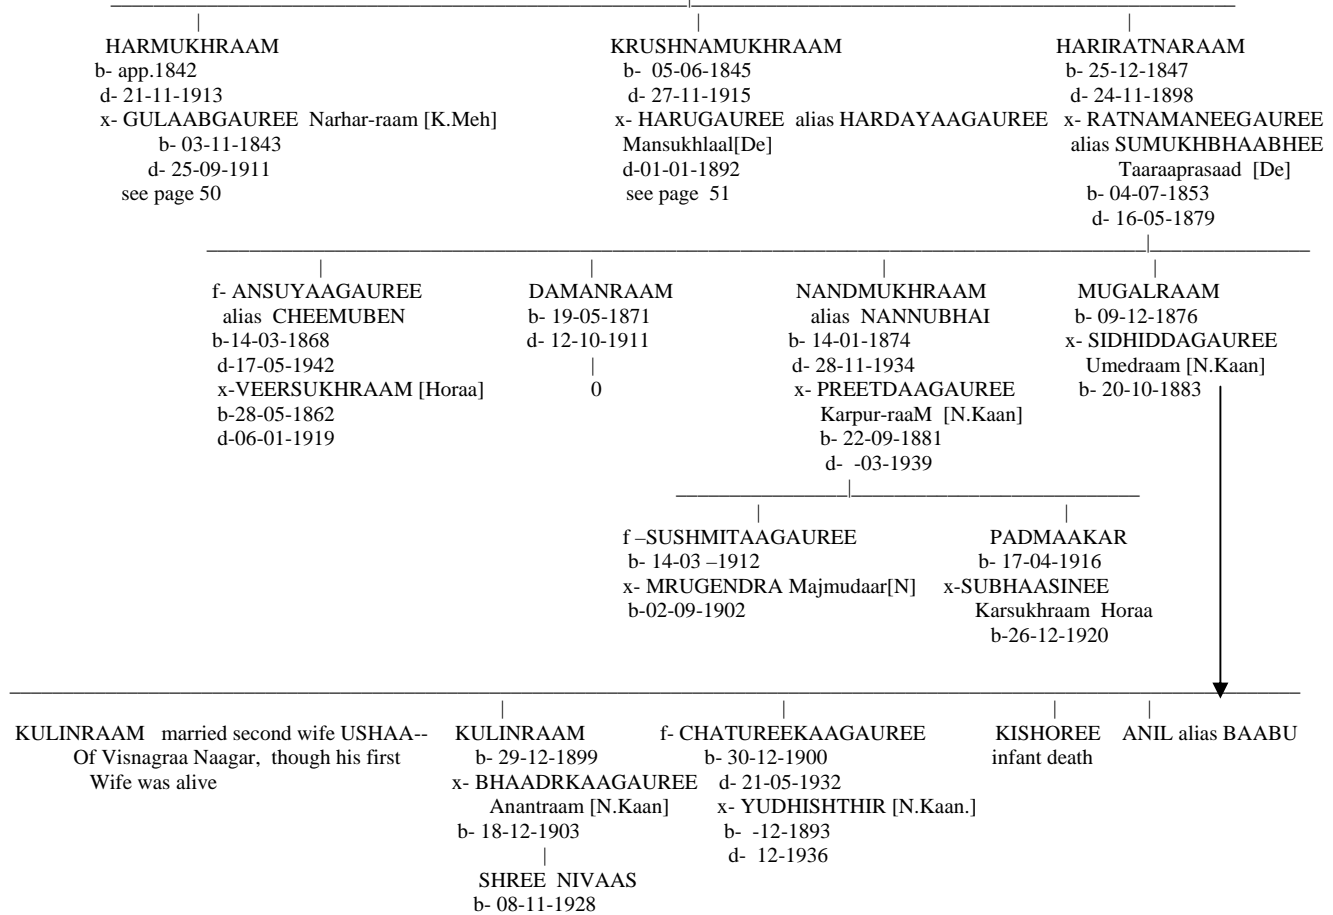 HARMUKHRAAM KRUSHNAMUKHRAAM HARIRATNARAAM
b- app.1842 b- 05-06-1845 b- 25-12-1847
d- 21-11-1913 d- 27-11-1915 d- 24-11-1898
x- GULAABGAUREE Narhar-raam [K.Meh] x- HARUGAUREE alias HARDAYAAGAUREE x- RATNAMANEEGAUREE
b- 03-11-1843 Mansukhlaal[De] alias SUMUKHBHAABHEE
d- 25-09-1911 d-01-01-1892 Taaraaprasaad [De]
see page 50 see page 51 b- 04-07-1853
d- 16-05-1879
f- ANSUYAAGAUREE DAMANRAAM NANDMUKHRAAM MUGALRAAM
alias CHEEMUBEN b- 19-05-1871 alias NANNUBHAI b- 09-12-1876
b-14-03-1868 d- 12-10-1911 b- 14-01-1874 x- SIDHIDDAGAUREE
d-17-05-1942 d- 28-11-1934 Umedraam [N.Kaan]
x-VEERSUKHRAAM [Horaa] 0 x- PREETDAAGAUREE b- 20-10-1883
b-28-05-1862 Karpur-raaM [N.Kaan]
d-06-01-1919 b- 22-09-1881
d- -03-1939
f –SUSHMITAAGAUREE PADMAAKAR
b- 14-03 –1912 b- 17-04-1916
x- MRUGENDRA Majmudaar[N] x-SUBHAASINEE
b-02-09-1902 Karsukhraam Horaa
b-26-12-1920
KULINRAAM married second wife USHAA-- KULINRAAM f- CHATUREEKAAGAUREE KISHOREE ANIL alias BAABU
Of Visnagraa Naagar, though his first b- 29-12-1899 b- 30-12-1900 infant death
Wife was alive x- BHAADRKAAGAUREE d- 21-05-1932
Anantraam [N.Kaan] x- YUDHISHTHIR [N.Kaan.]
b- 18-12-1903 b- -12-1893
d- 12-1936
SHREE NIVAAS
b- 08-11-1928